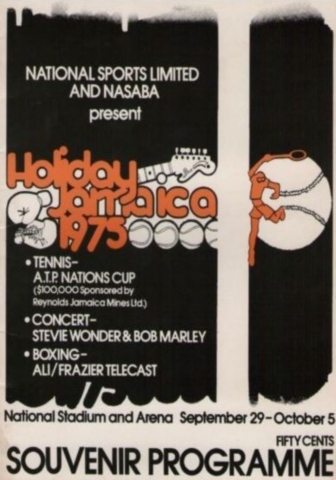 NATIONAL SPORTS LIMITED
AND NASABA
present
Holiday
Jamaica
1975
• TENNIS–
A.T.P. NATIONS CUP
($100,000 Sponsored by
Reynolds Jamaica Mines Ltd.)
• CONCERT–
STEVIE WONDER & BOB MARLEY
• BOXING–
ALI/FRAZIER TELECAST
National Stadium and Arena September 29–October 5
FIFTY CENTS
SOUVENIR PROGRAMME